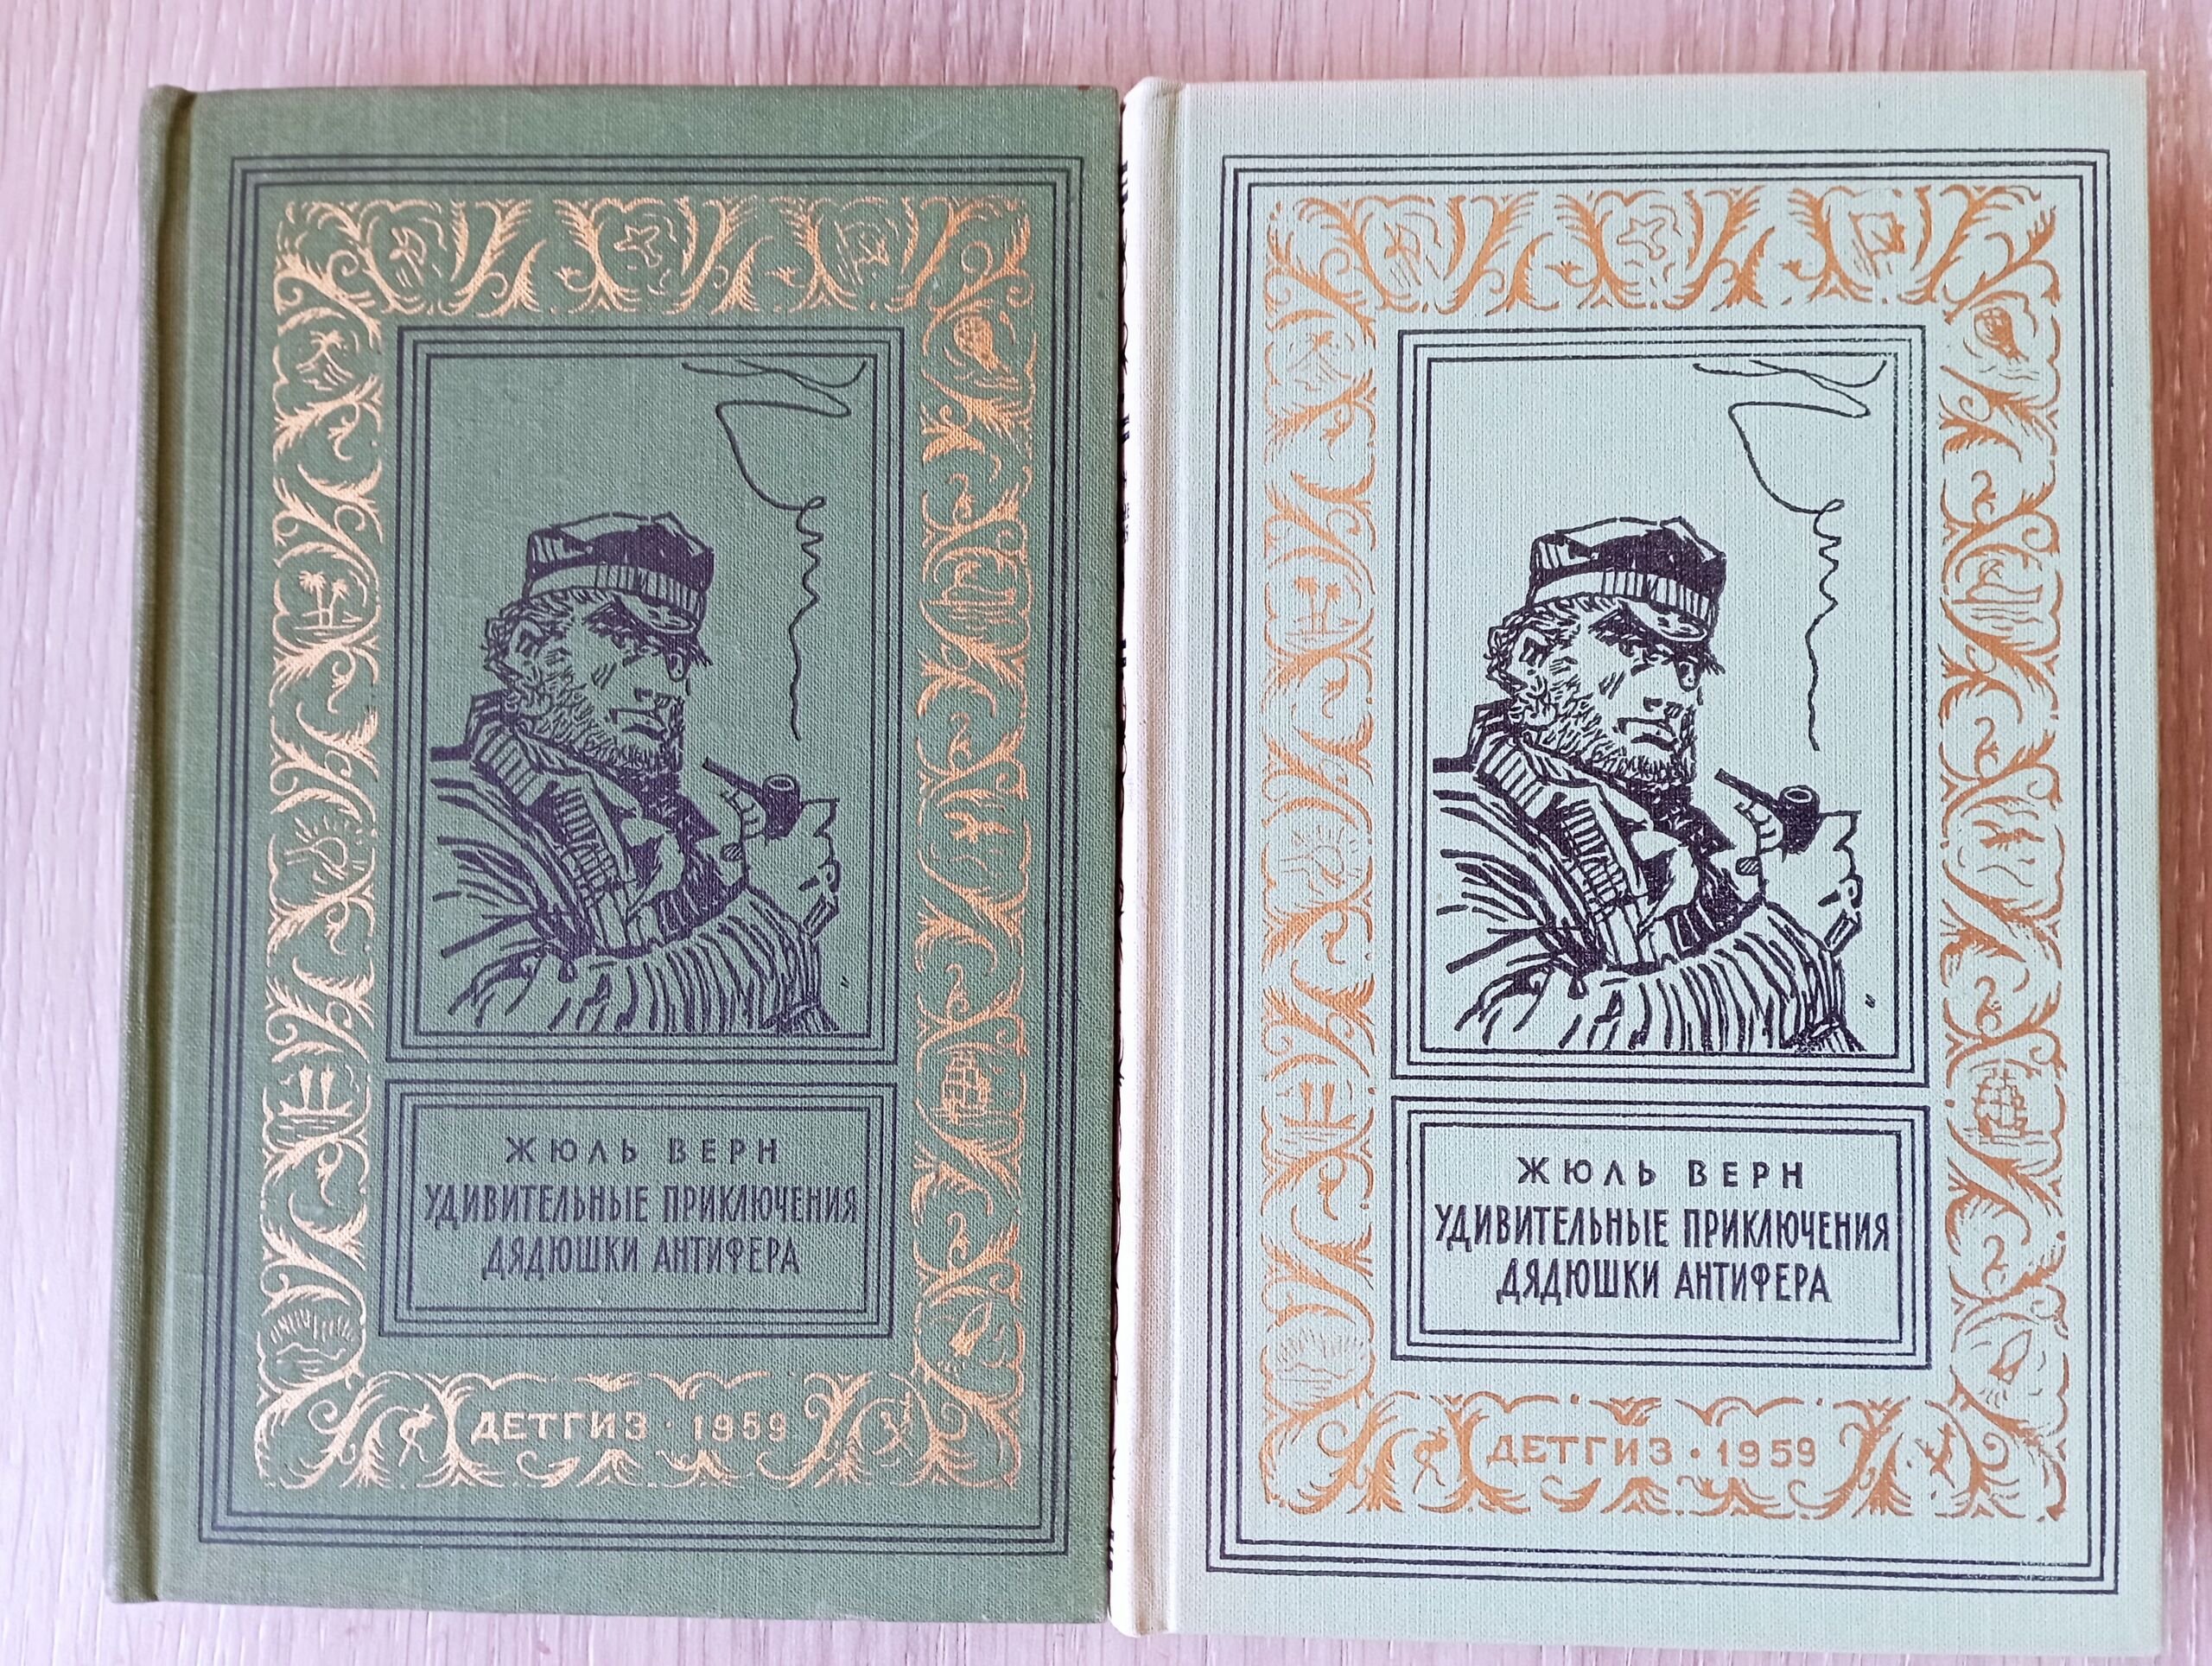 ЖЮЛЬ ВЕРН
УДИВИТЕЛЬНЫЕ ПРИКЛЮЧЕНИЯ
ДЯДЮШКИ АНТИФЕРА
ДЕТГИЗ · 1959
ЖЮЛЬ ВЕРН
УДИВИТЕЛЬНЫЕ ПРИКЛЮЧЕНИЯ
ДЯДЮШКИ АНТИФЕРА
ДЕТГИЗ · 1959